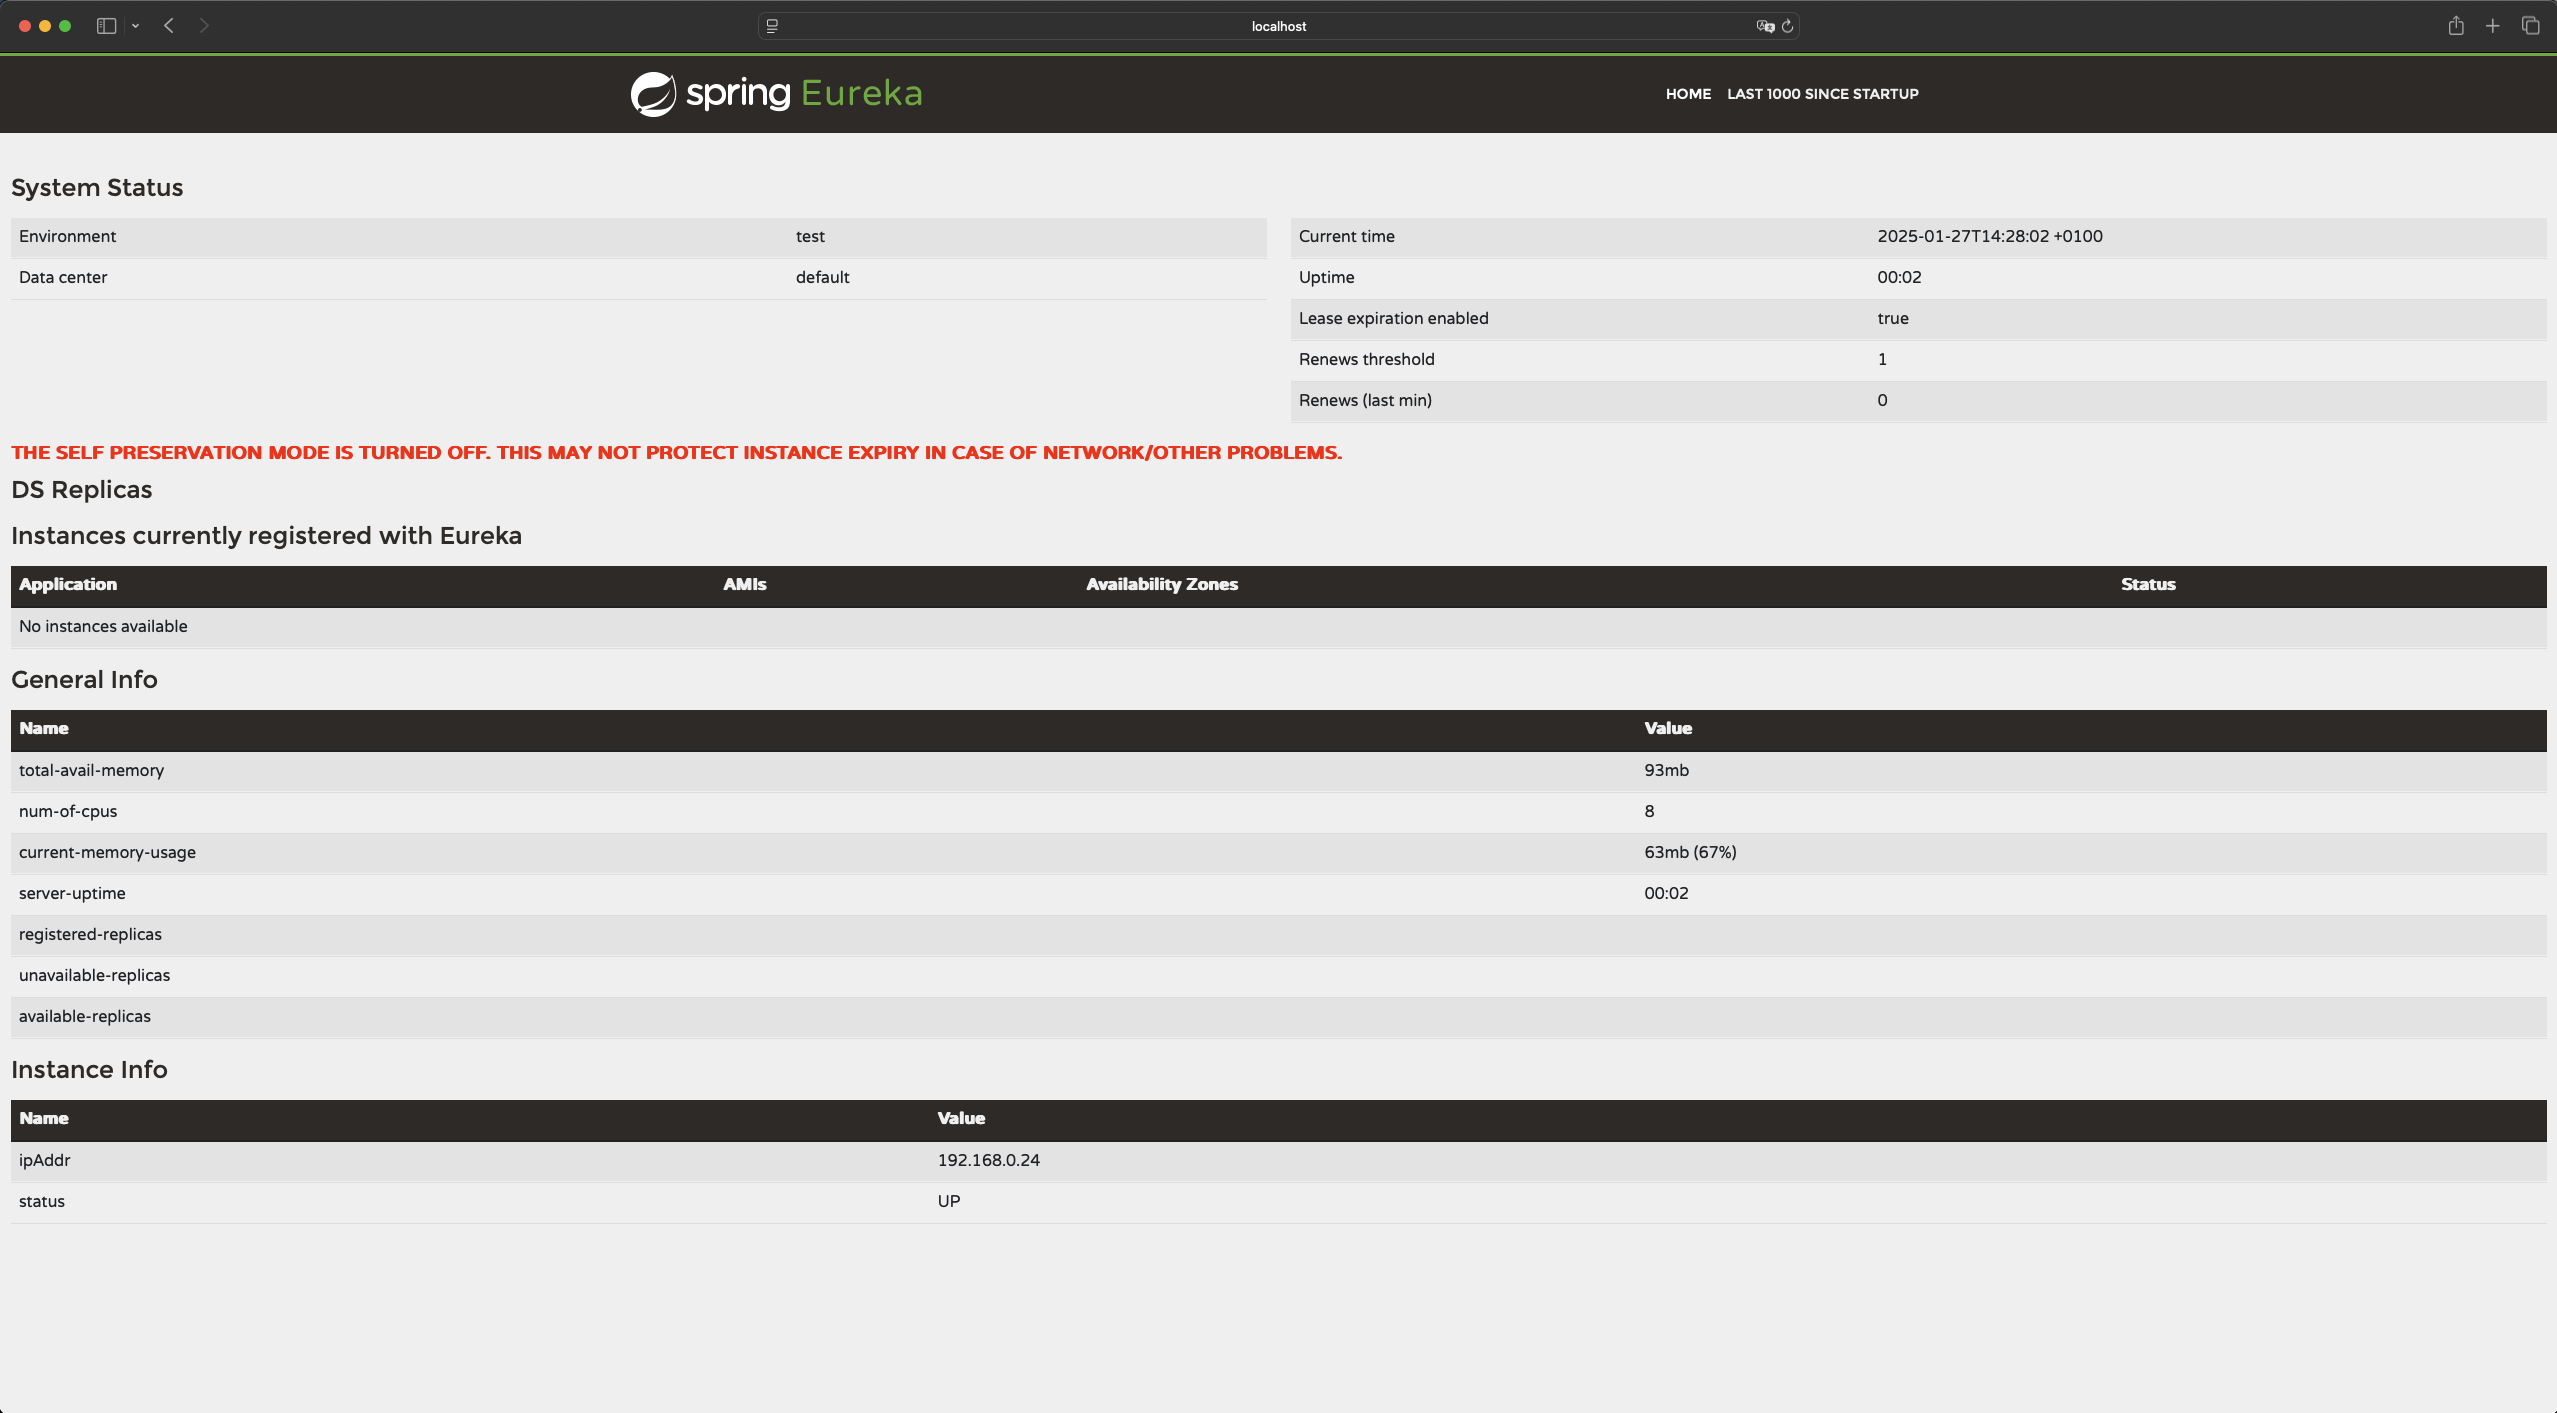 localhost
spring Eureka
HOME LAST 1000 SINCE STARTUP
System Status
Environment test
Data center default
Current time 2025-01-27T14:28:02 +0100
Uptime 00:02
Lease expiration enabled true
Renews threshold 1
Renews (last min) 0
THE SELF PRESERVATION MODE IS TURNED OFF. THIS MAY NOT PROTECT INSTANCE EXPIRY IN CASE OF NETWORK/OTHER PROBLEMS.
DS Replicas
Instances currently registered with Eureka
Application AMIs Availability Zones Status
No instances available
General Info
Name Value
total-avail-memory 93mb
num-of-cpus 8
current-memory-usage 63mb (67%)
server-uptime 00:02
registered-replicas
unavailable-replicas
available-replicas
Instance Info
Name Value
ipAddr 192.168.0.24
status UP